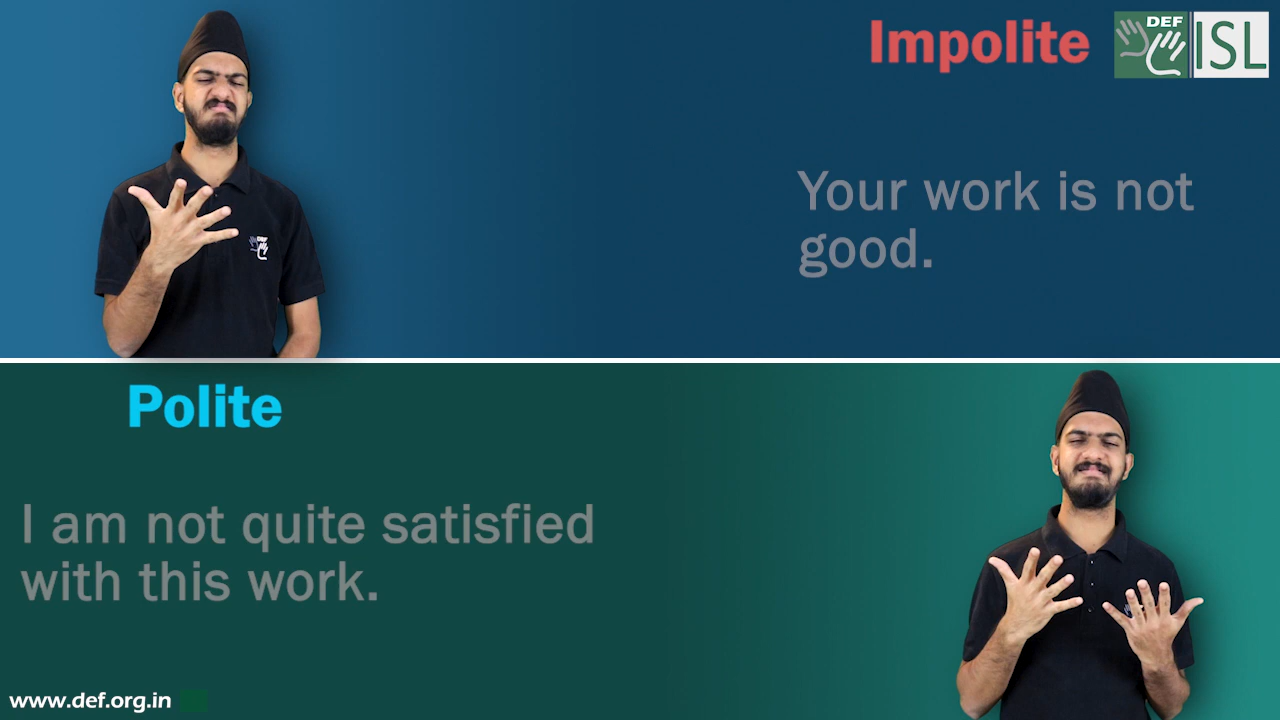 Impolite
DEF
ISL
Your work is not
good.
DEF
Polite
I am not quite satisfied
with this work.
www.def.org.in